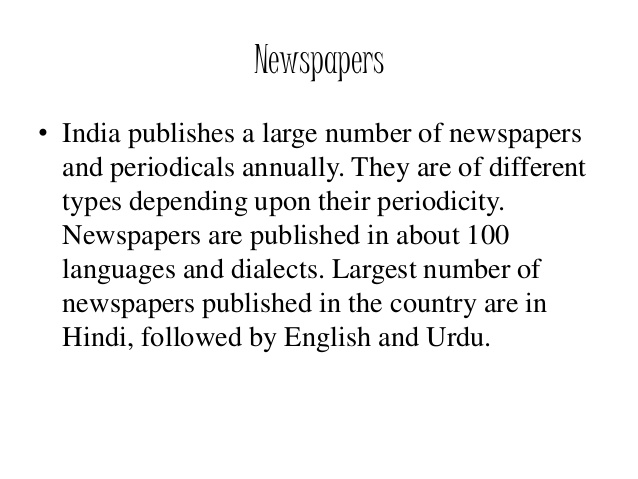 Newspapers
• India publishes a large number of newspapers
and periodicals annually. They are of different
types depending upon their periodicity.
Newspapers are published in about 100
languages and dialects. Largest number of
newspapers published in the country are in
Hindi, followed by English and Urdu.